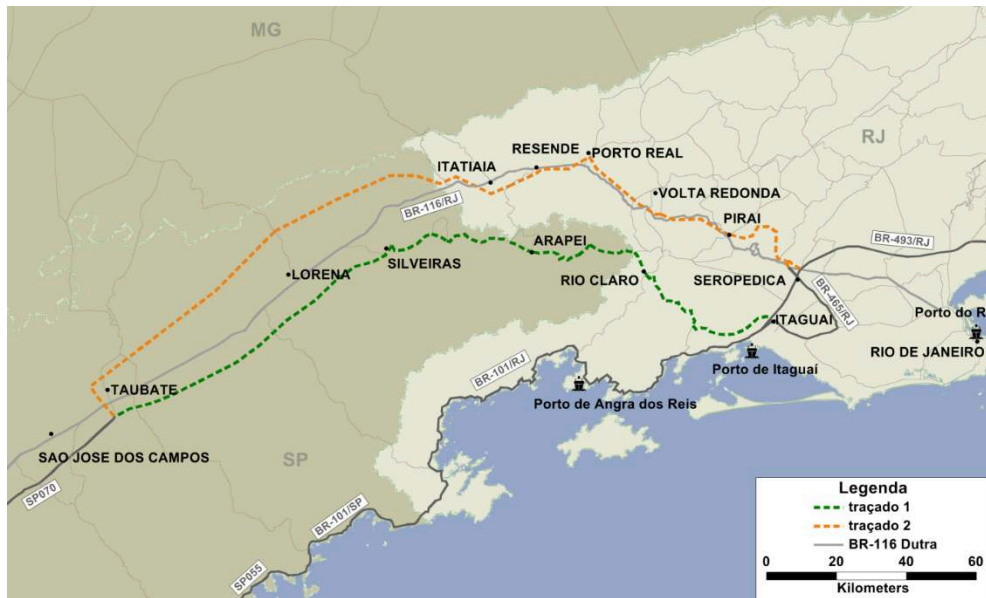 MG
RJ
RESENDE
PORTO REAL
ITATIAIA
VOLTA REDONDA
BR-116/RJ
PIRAI
ARAPEI
BR-493/RJ
SILVEIRAS
LORENA
RIO CLARO
SEROPEDICA
BR-465/RJ
Porto do R
ITAGUAI
RIO DE JANEIRO
BR-101/RJ
Porto de Itaguaí
TAUBATE
Porto de Angra dos Reis
SAO JOSE DOS CAMPOS
SP
SP070
BR-101/SP
SP055
Legenda
traçado 1
traçado 2
BR-116 Dutra
0 20 40 60
Kilometers